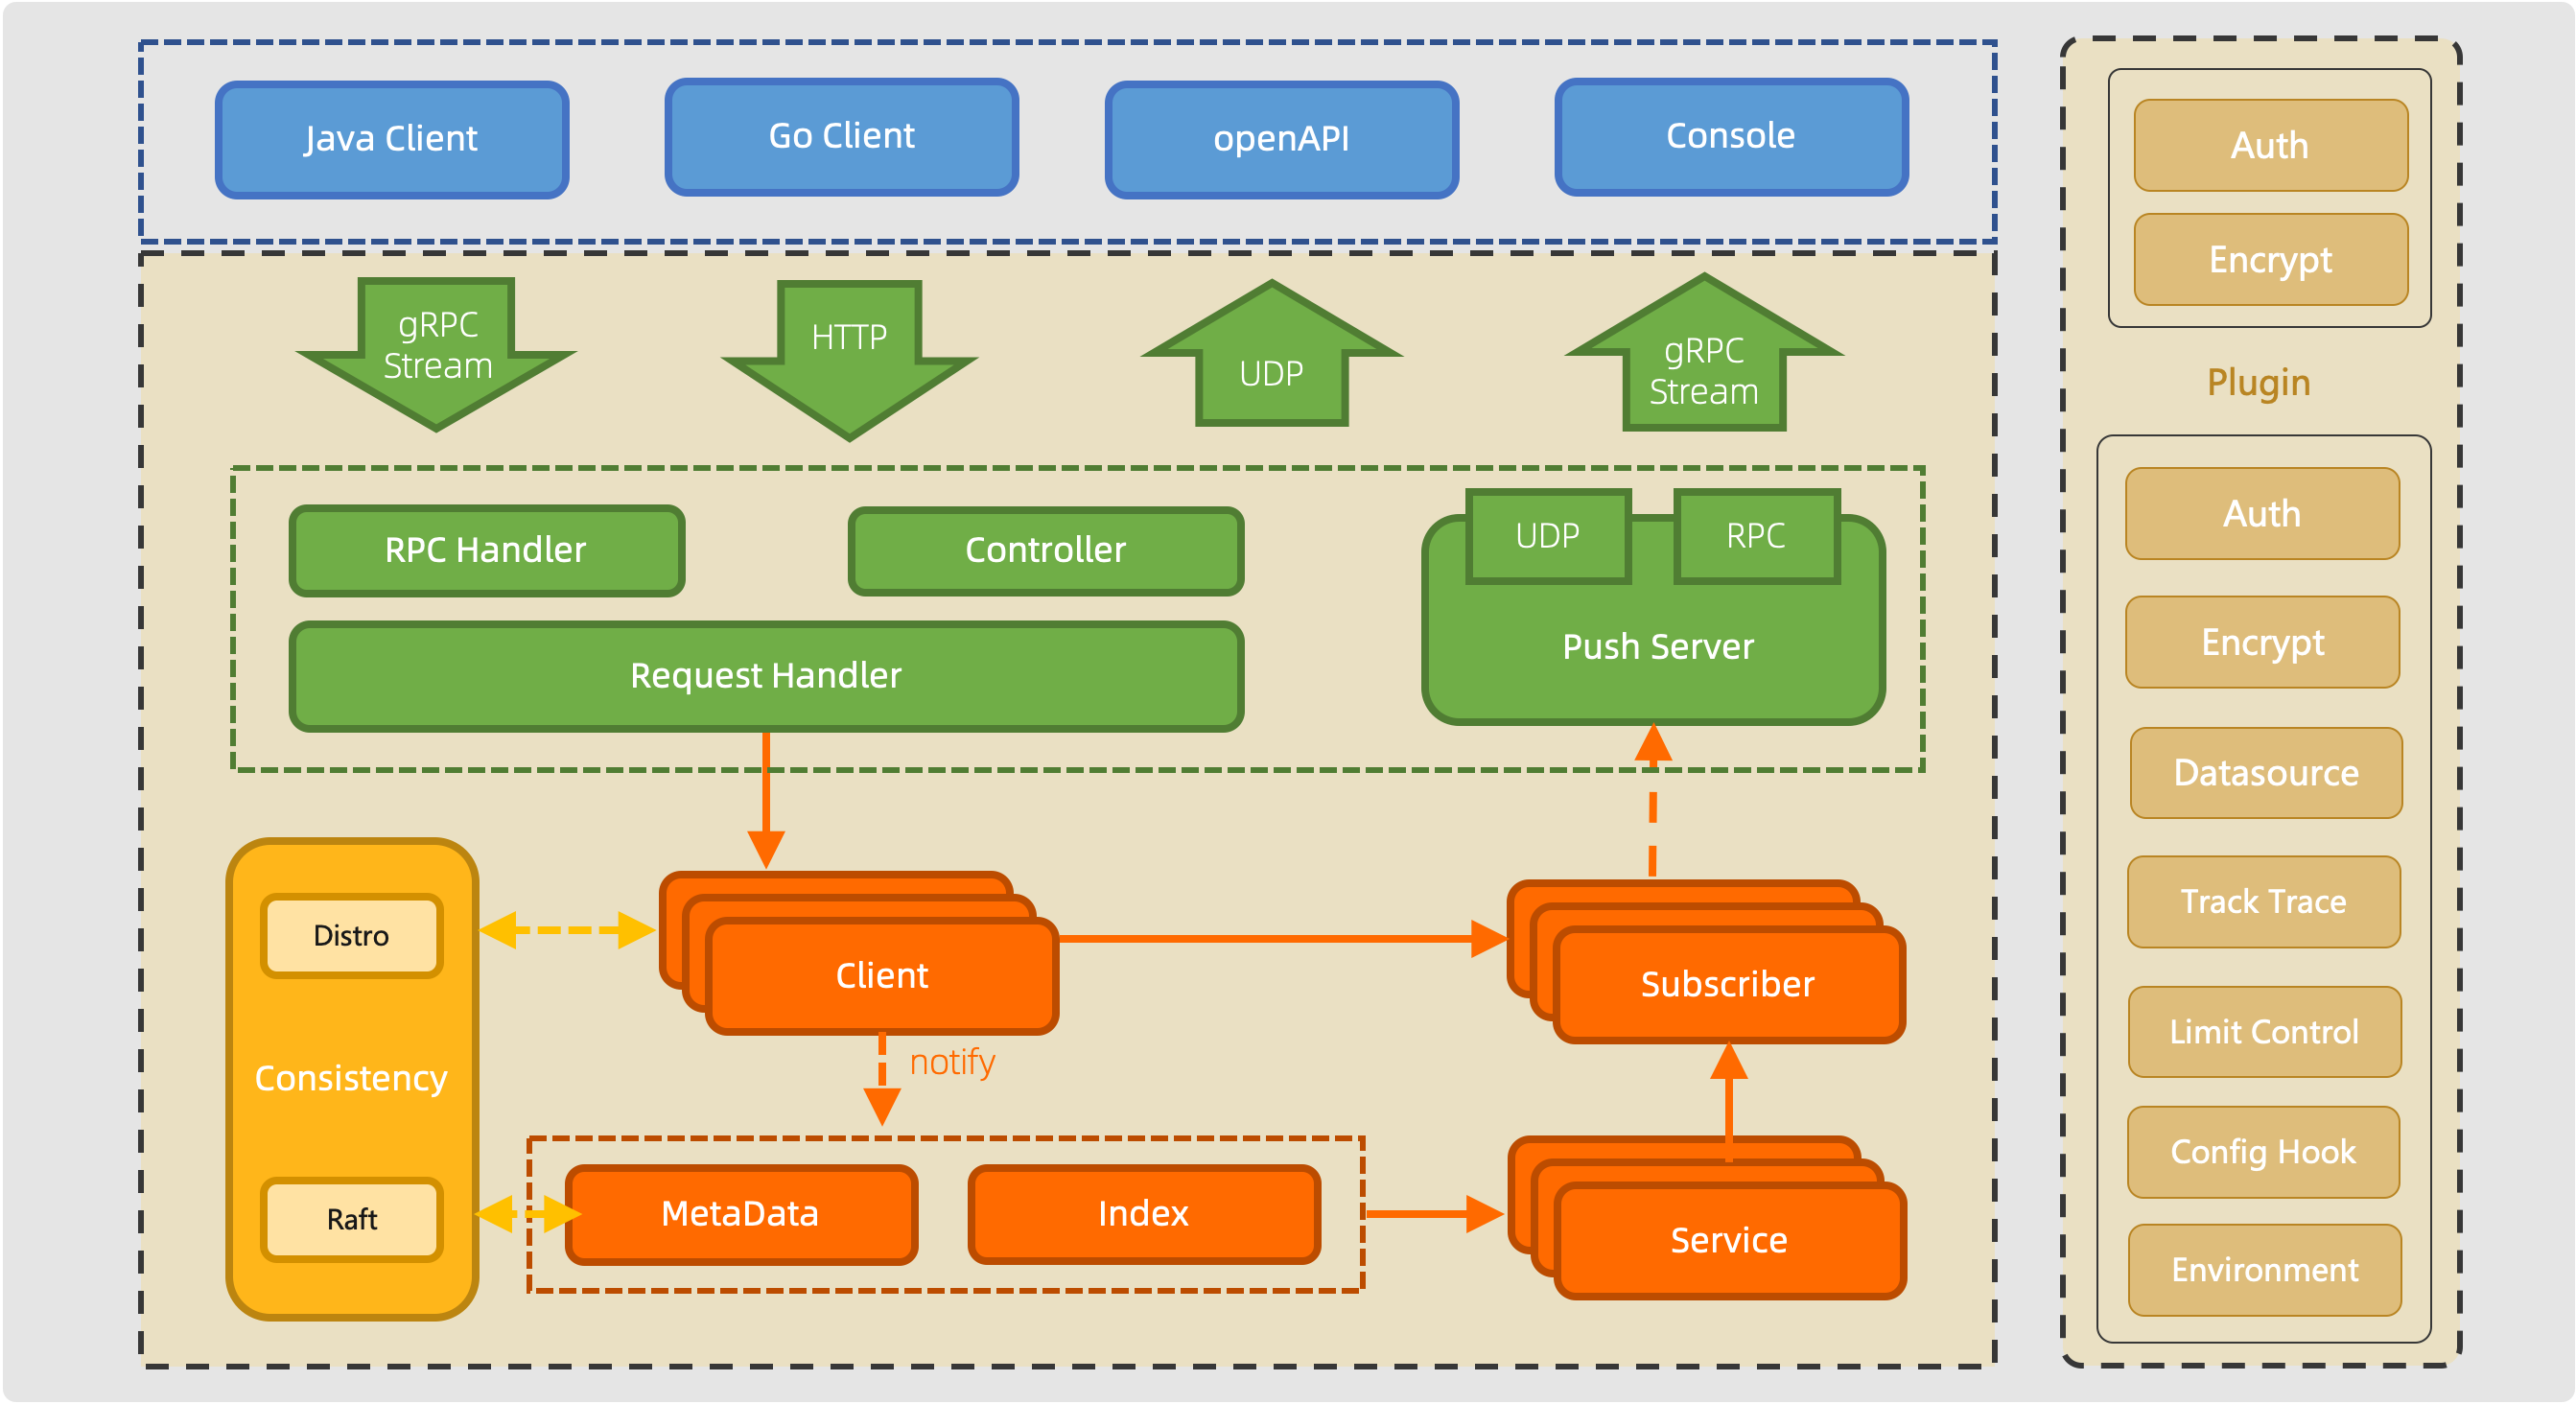 Java Client
Go Client
openAPI
Console
gRPC
Stream
HTTP
UDP
gRPC
Stream
RPC Handler
Controller
UDP
RPC
Request Handler
Push Server
Distro
Consistency
Raft
Client
Subscriber
notify
MetaData
Index
Service
Auth
Encrypt
Plugin
Auth
Encrypt
Datasource
Track Trace
Limit Control
Config Hook
Environment